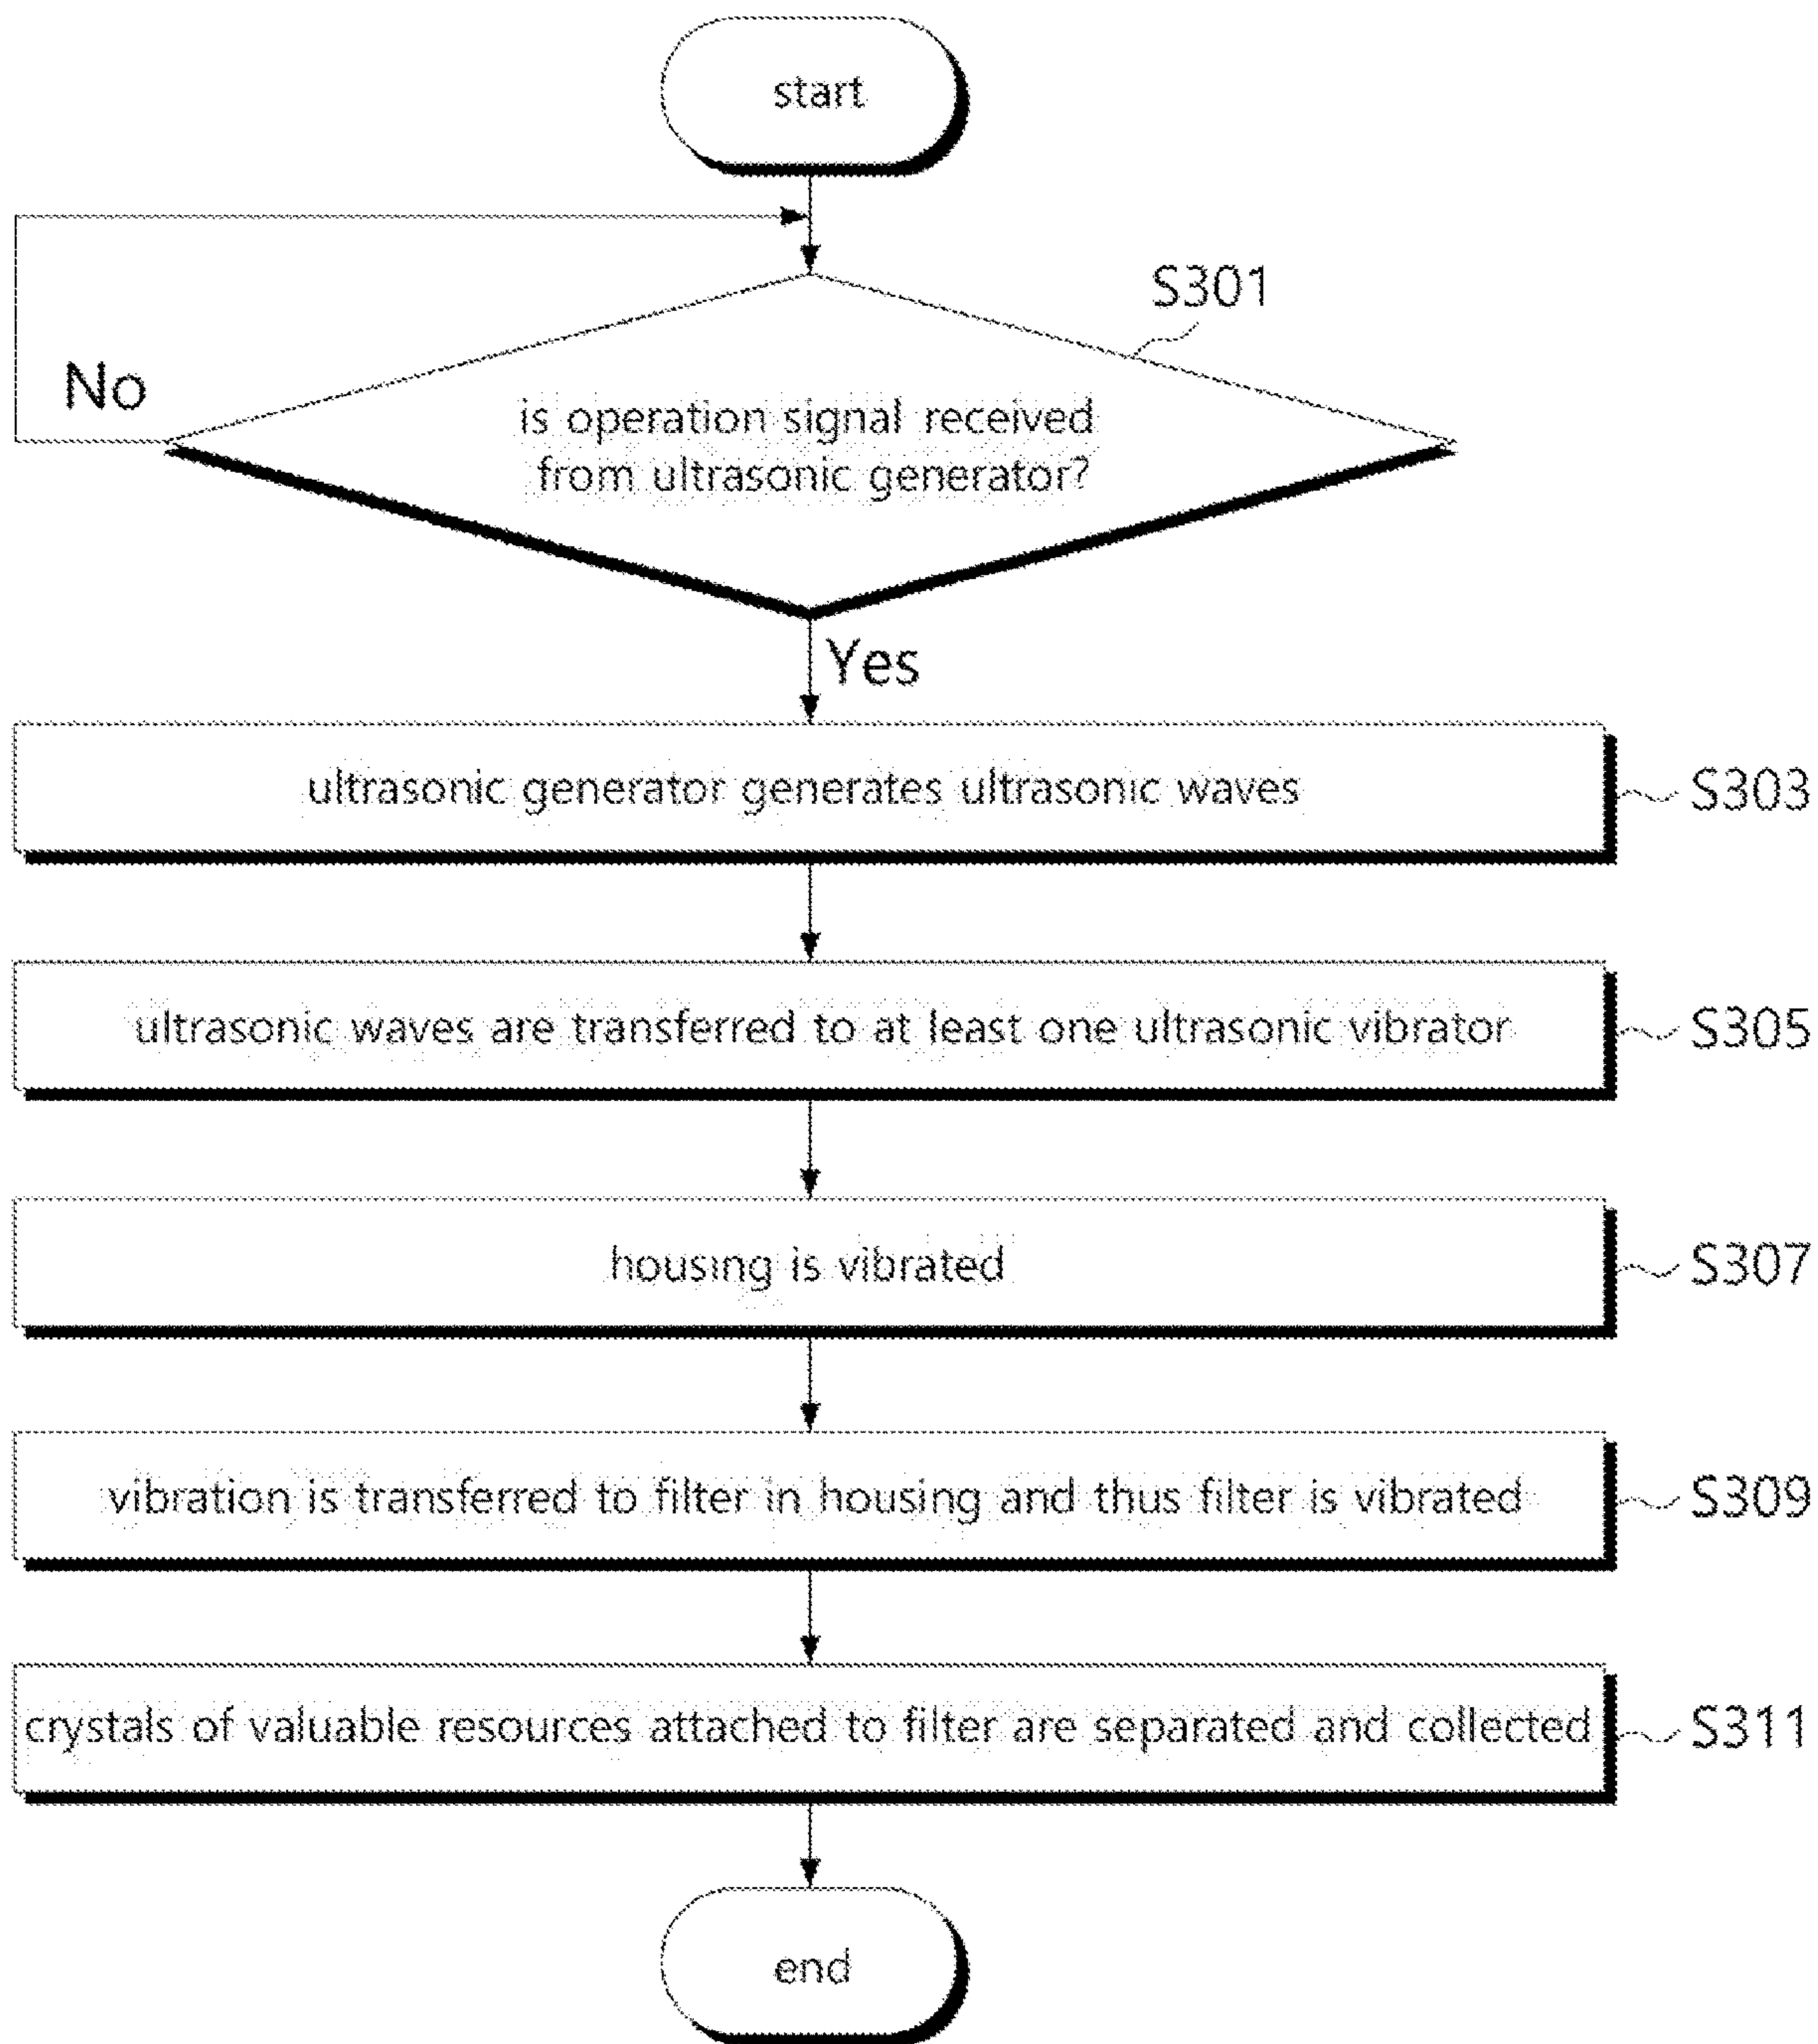 start
S301
No
is operation signal received
from ultrasonic generator?
Yes
ultrasonic generator generates ultrasonic waves
S303
ultrasonic waves are transferred to at least one ultrasonic vibrator
S305
housing is vibrated
S307
vibration is transferred to filter in housing and thus filter is vibrated
S309
crystals of valuable resources attached to filter are separated and collected
S311
end